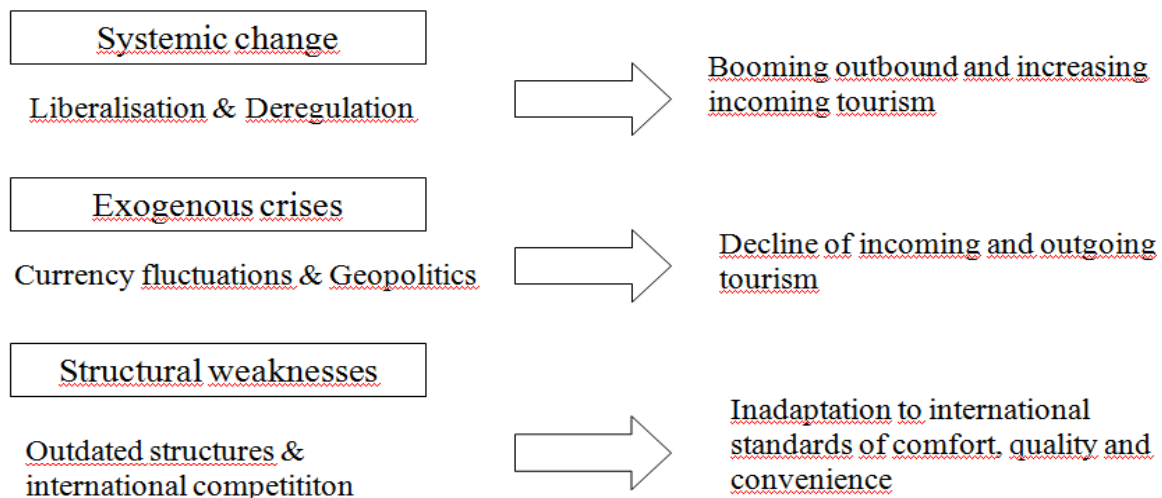 Systemic change
Liberalisation & Deregulation
Booming outbound and increasing
incoming tourism
Exogenous crises
Currency fluctuations & Geopolitics
Decline of incoming and outgoing
tourism
Structural weaknesses
Outdated structures &
international competititon
Inadaptation to international
standards of comfort, quality and
convenience